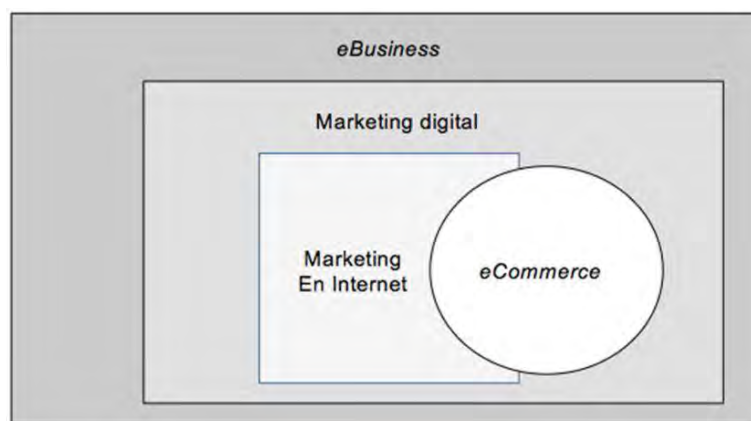 eBusiness
Marketing digital
Marketing
En Internet
eCommerce